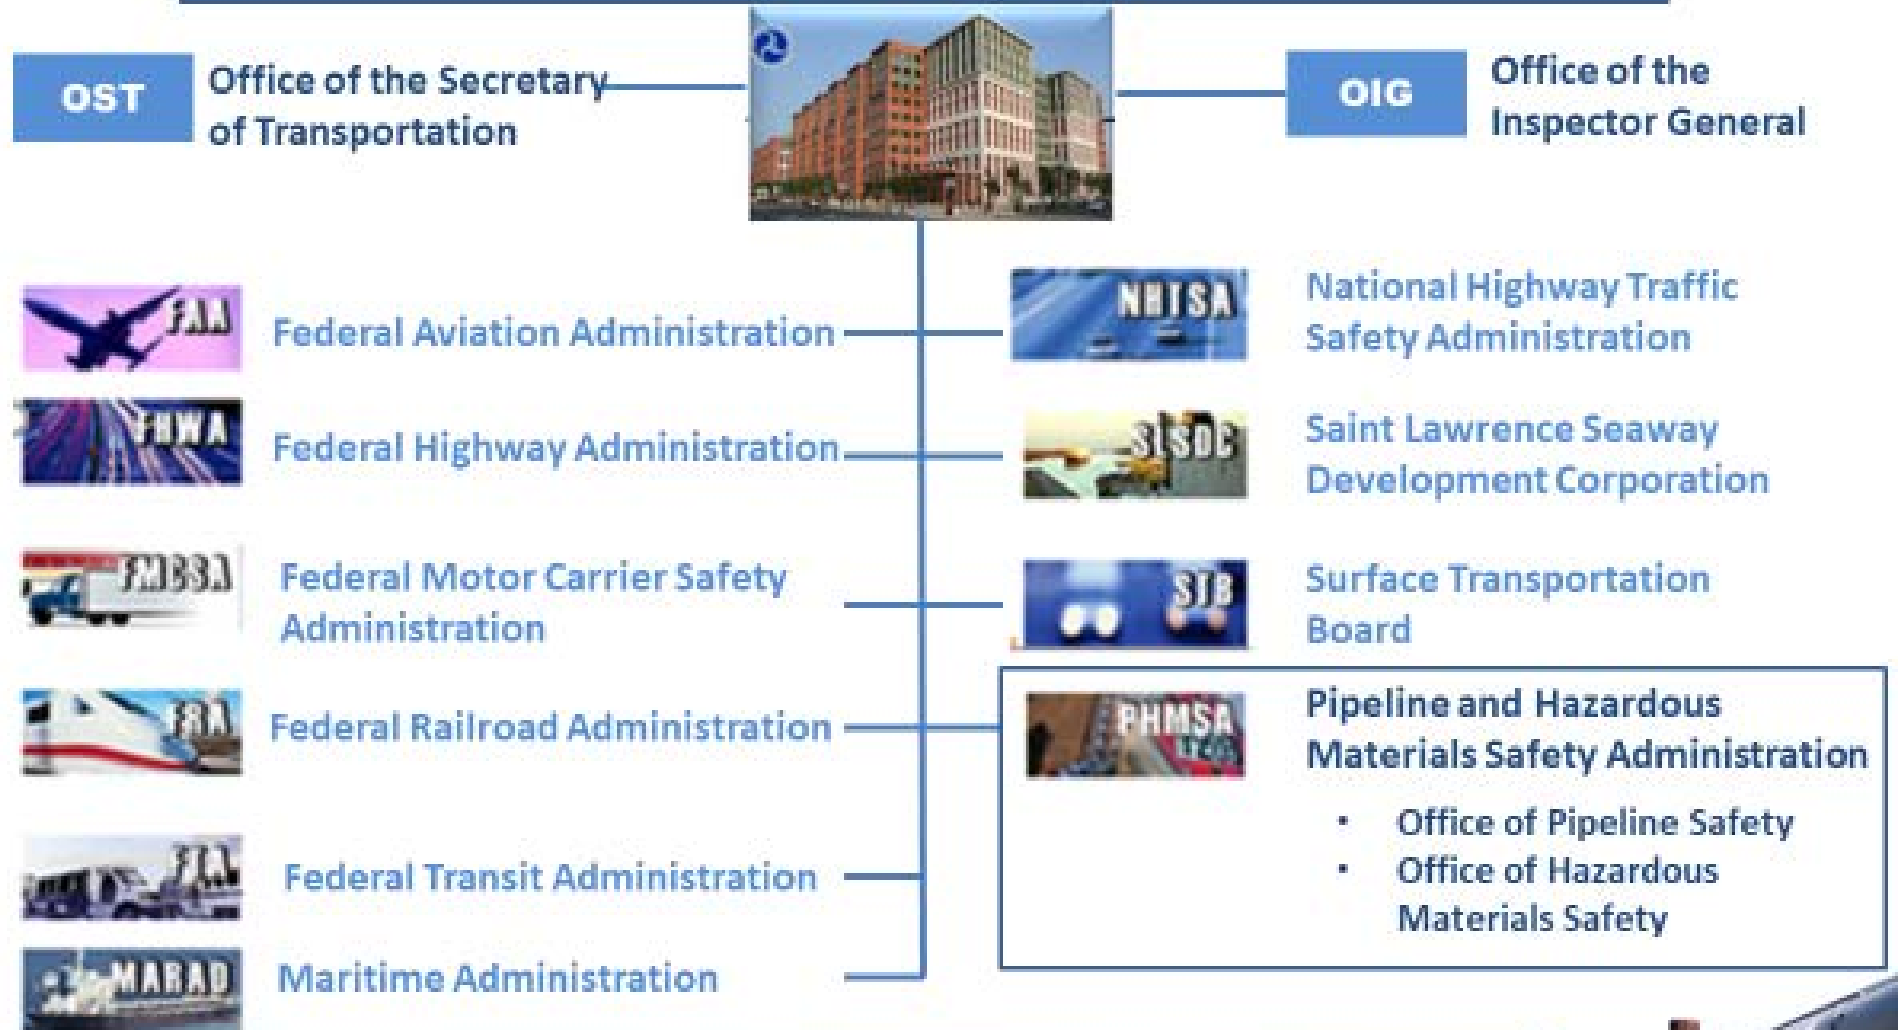 OST
Office of the Secretary
of Transportation
OIG
Office of the
Inspector General
FAA
Federal Aviation Administration
NHTSA
National Highway Traffic
Safety Administration
FHWA
Federal Highway Administration
SLSDC
Saint Lawrence Seaway
Development Corporation
FMCSA
Federal Motor Carrier Safety
Administration
STB
Surface Transportation
Board
FRA
Federal Railroad Administration
PHMSA
Pipeline and Hazardous
Materials Safety Administration
• Office of Pipeline Safety
• Office of Hazardous
Materials Safety
FTA
Federal Transit Administration
MARAD
Maritime Administration